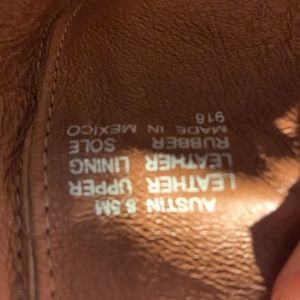 AUSTIN 8.5M
LEATHER UPPER
LEATHER LINING
RUBBER SOLE
MADE IN MEXICO
918